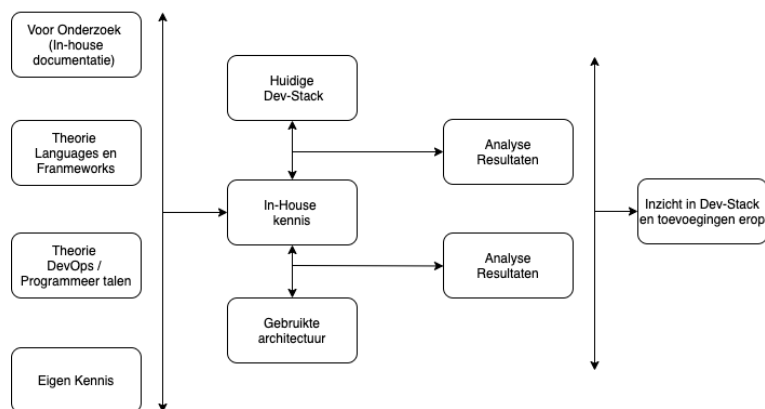 Voor Onderzoek
(In-house
documentatie)
Theorie
Languages en
Franmeworks
Theorie
DevOps /
Programmeer talen
Eigen Kennis
Huidige
Dev-Stack
In-House
kennis
Gebruikte
architectuur
Analyse
Resultaten
Analyse
Resultaten
Inzicht in Dev-Stack
en toevoegingen erop